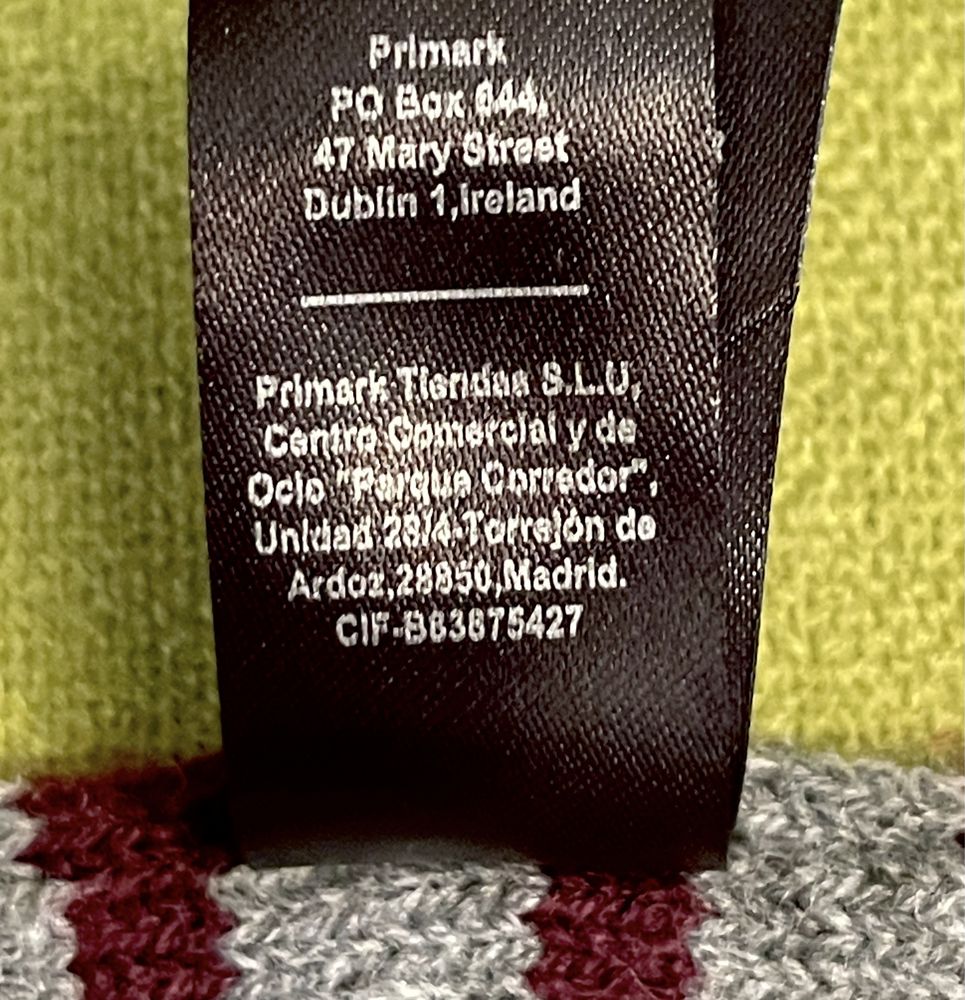 Primark
PO Box 644,
47 Mary Street
Dublin 1,Ireland
Primark Tiendas S.L.U,
Centro Comercial y de
Ocio "Parque Corredor",
Unidad 28/4-Torrejón de
Ardoz,28850,Madrid.
CIF-B83875427